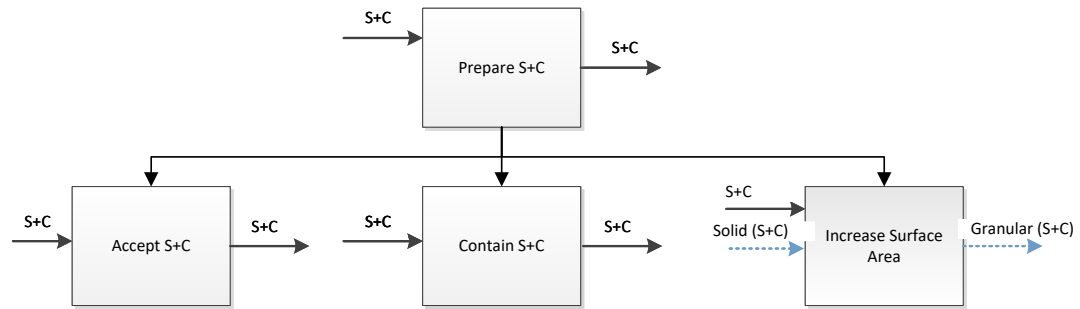 S+C
S+C
Prepare S+C
S+C
S+C
Accept S+C
S+C
S+C
Contain S+C
S+C
Solid (S+C)
Increase Surface
Area
Granular (S+C)